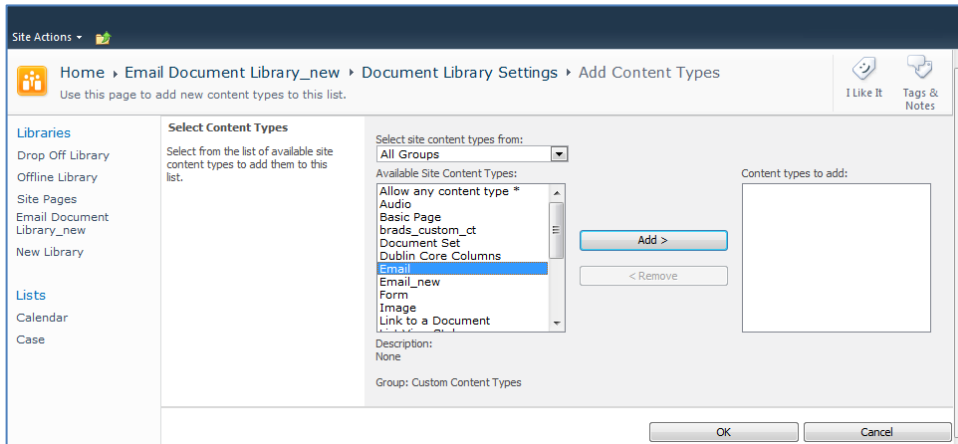 Site Actions
Home ▸ Email Document Library_new ▸ Document Library Settings ▸ Add Content Types
Use this page to add new content types to this list.
I Like It
Tags &
Notes
Libraries
Drop Off Library
Offline Library
Site Pages
Email Document
Library_new
New Library
Lists
Calendar
Case
Select Content Types
Select from the list of available site
content types to add them to this
list.
Select site content types from:
All Groups
Available Site Content Types:
Allow any content type *
Audio
Basic Page
brads_custom_ct
Document Set
Dublin Core Columns
Email
Email_new
Form
Image
Link to a Document
Description:
None
Group: Custom Content Types
Add >
< Remove
Content types to add:
OK
Cancel